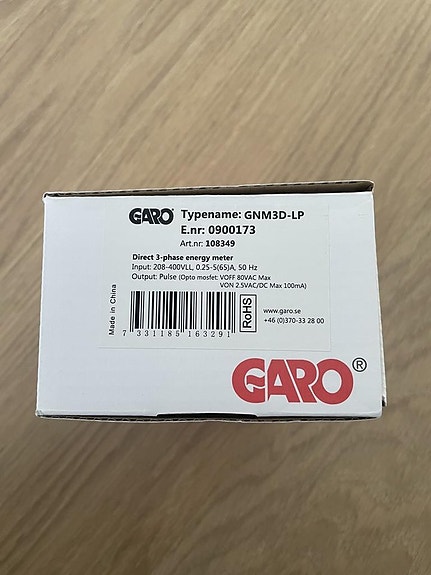 GARO® Typename: GNM3D-LP
E.nr: 0900173
Art.nr: 108349
Direct 3-phase energy meter
Input: 208-400VLL, 0.25-5(65)A, 50 Hz
Output: Pulse (Opto mosfet: VOFF 80VAC Max
VON 2.5VAC/DC Max 100mA)
Made in China
7 331185 163291
RoHS
www.garo.se
+46 (0)370-33 28 00
GARO®